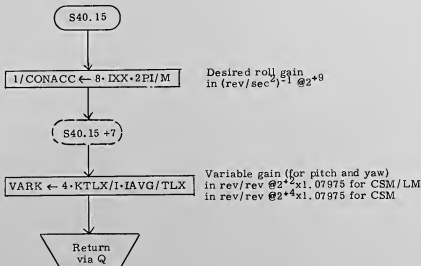 S40.15
1/CONACC ← 8·IXX·2PI/M
Desired roll gain
in (rev/sec²)⁻¹ @2⁺⁹
S40.15 +7
VARK ← 4·KTLX/I·IAVG/TLX
Variable gain (for pitch and yaw)
in rev/rev @2⁺²x1.07975 for CSM/LM
in rev/rev @2⁺⁴x1.07975 for CSM
Return
via Q